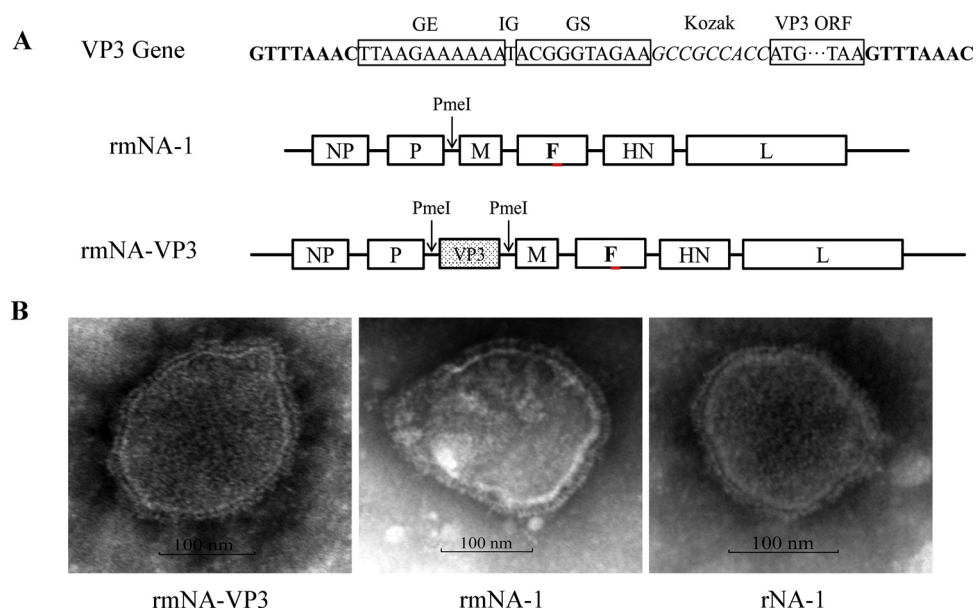 A
GE IG GS Kozak VP3 ORF
VP3 Gene GTTTAAACTTAAGAAAAAATACGGGTAGAAGCCGCCACCATG···TAAGTTTAAAC
PmeI
rmNA-1 NP P M F HN L
PmeI PmeI
rmNA-VP3 NP P VP3 M F HN L
B
100 nm 100 nm 100 nm
rmNA-VP3 rmNA-1 rNA-1